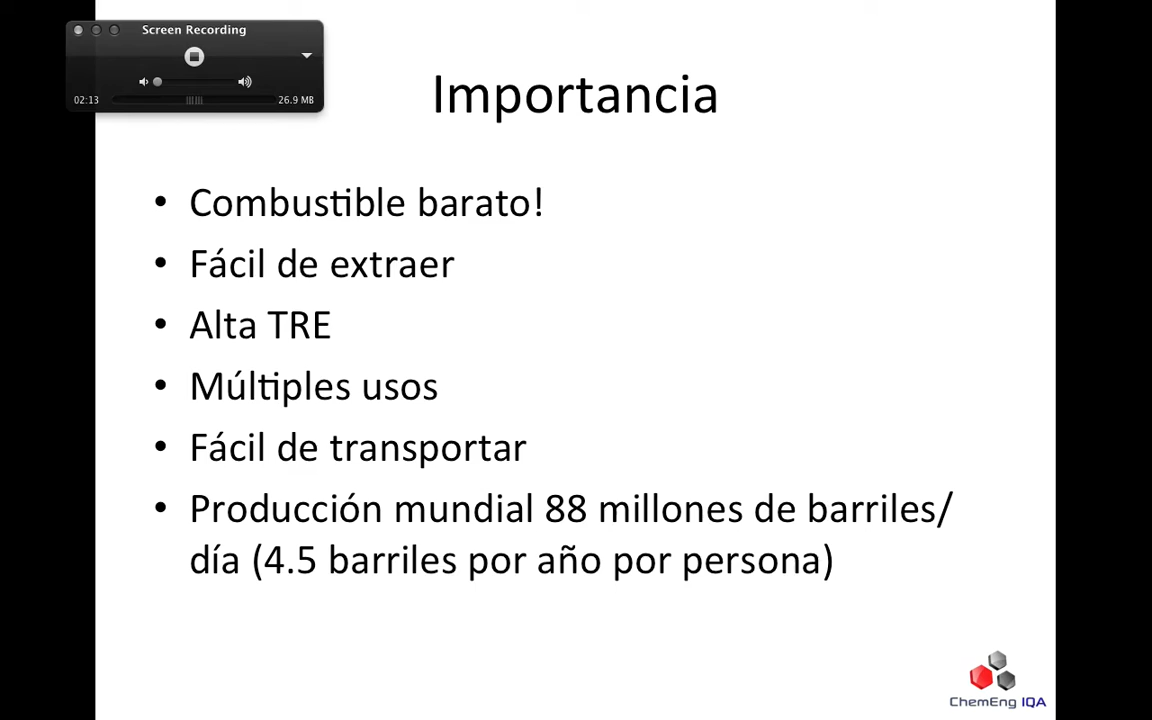 Screen Recording
02:13
26.9 MB
Importancia
• Combustible barato!
• Fácil de extraer
• Alta TRE
• Múltiples usos
• Fácil de transportar
• Producción mundial 88 millones de barriles/
día (4.5 barriles por año por persona)
ChemEng IQA